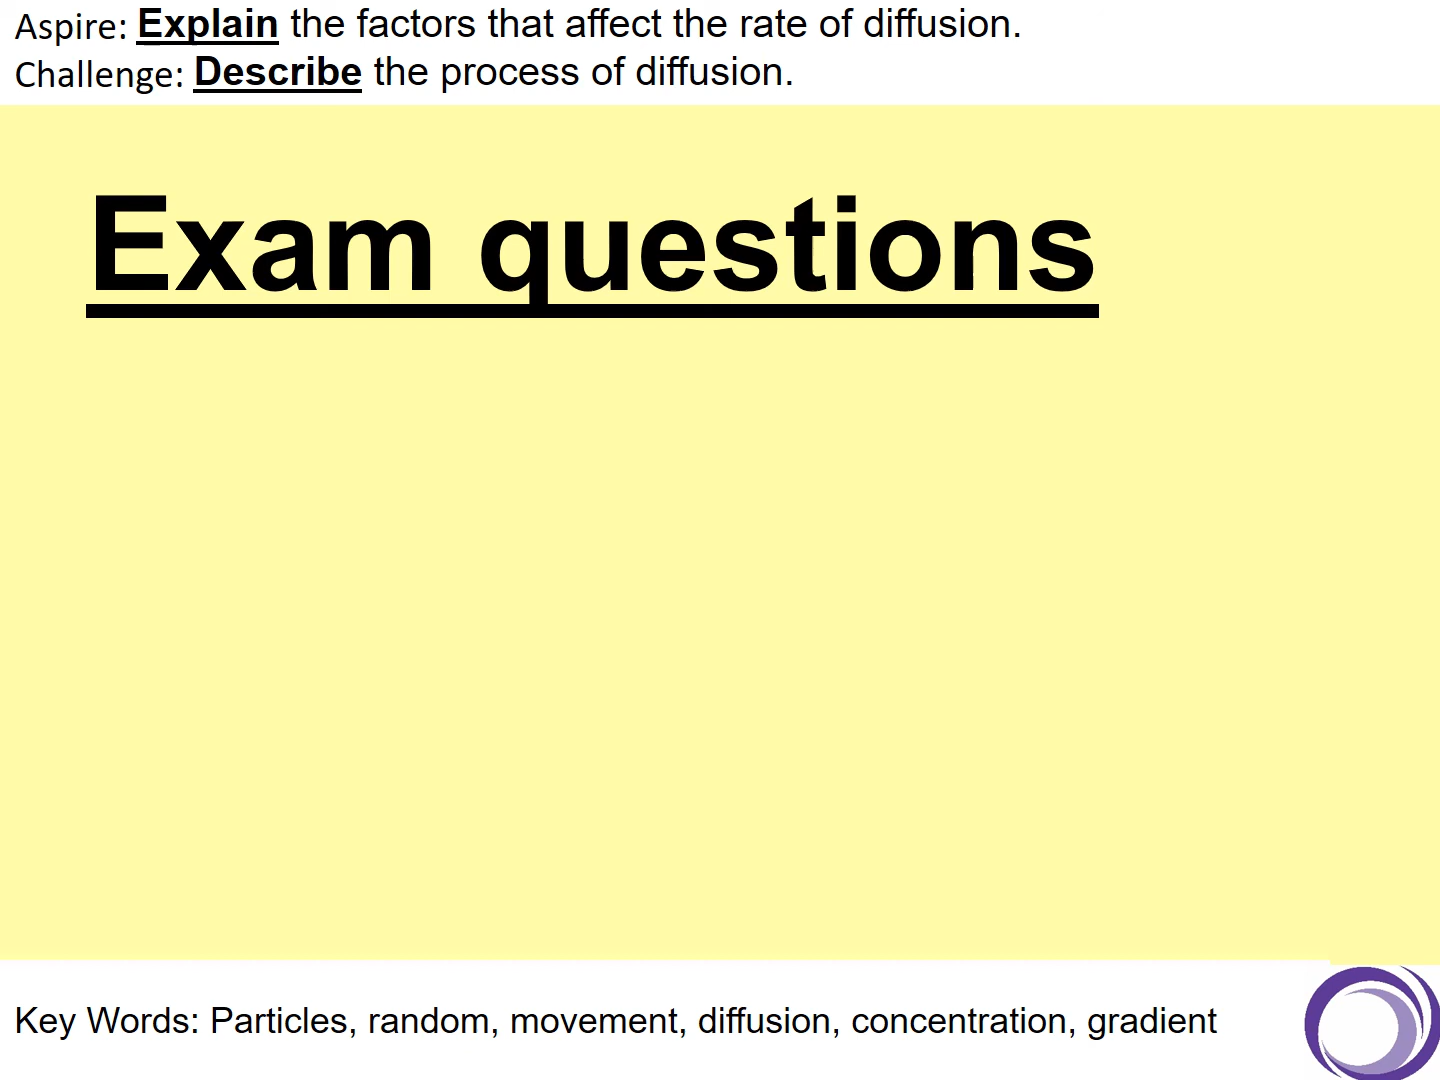 Aspire: Explain the factors that affect the rate of diffusion.
Challenge: Describe the process of diffusion.
Exam questions
Key Words: Particles, random, movement, diffusion, concentration, gradient